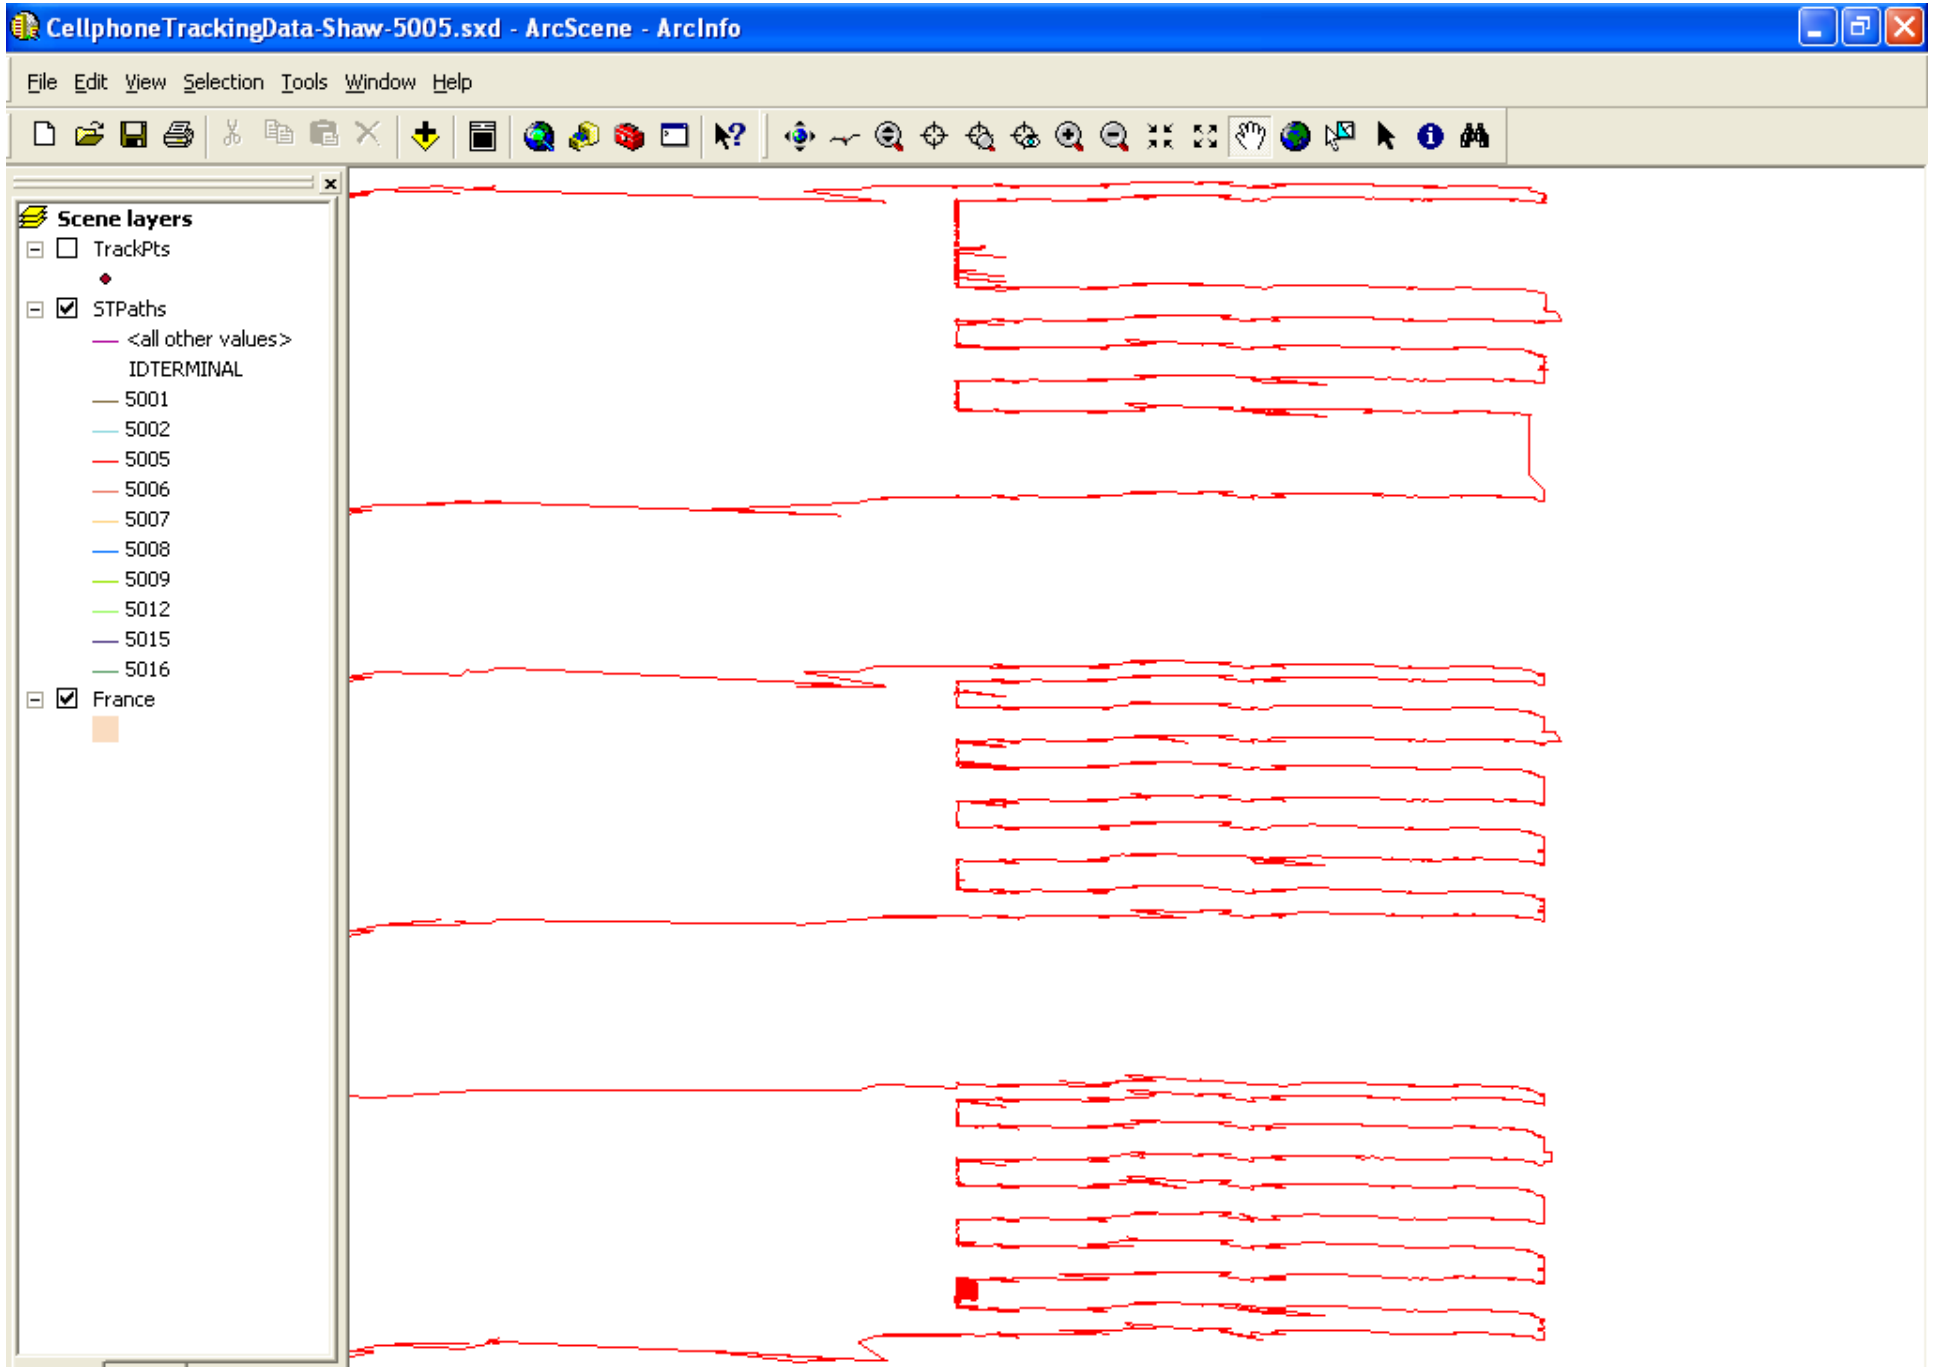 CellphoneTrackingData-Shaw-5005.sxd - ArcScene - ArcInfo
File Edit View Selection Tools Window Help
Scene layers
TrackPts
STPaths
<all other values>
IDTERMINAL
5001
5002
5005
5006
5007
5008
5009
5012
5015
5016
France